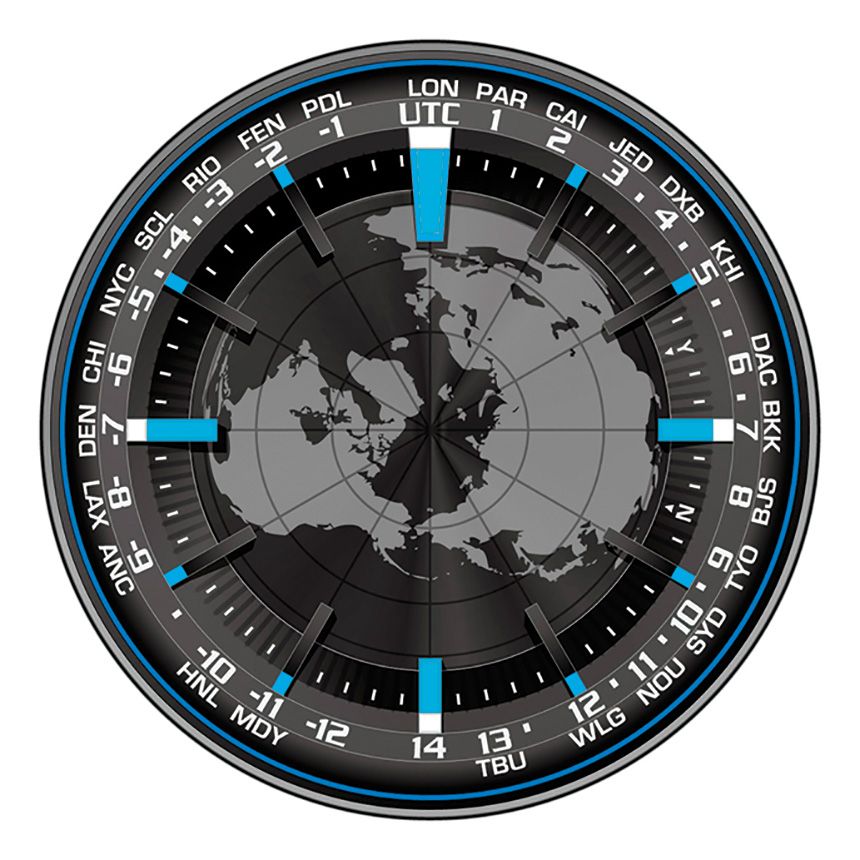 LON PAR CAI JED DXB KHI DAC BKK BJS TYO SYD NOU WLG TBU MDY HNL ANC LAX DEN CHI NYC SCL RIO FEN PDL
UTC 1 2 3 4 5 6 7 8 9 10 11 12 13 14 -12 -11 -10 -9 -8 -7 -6 -5 -4 -3 -2 -1
Y
N